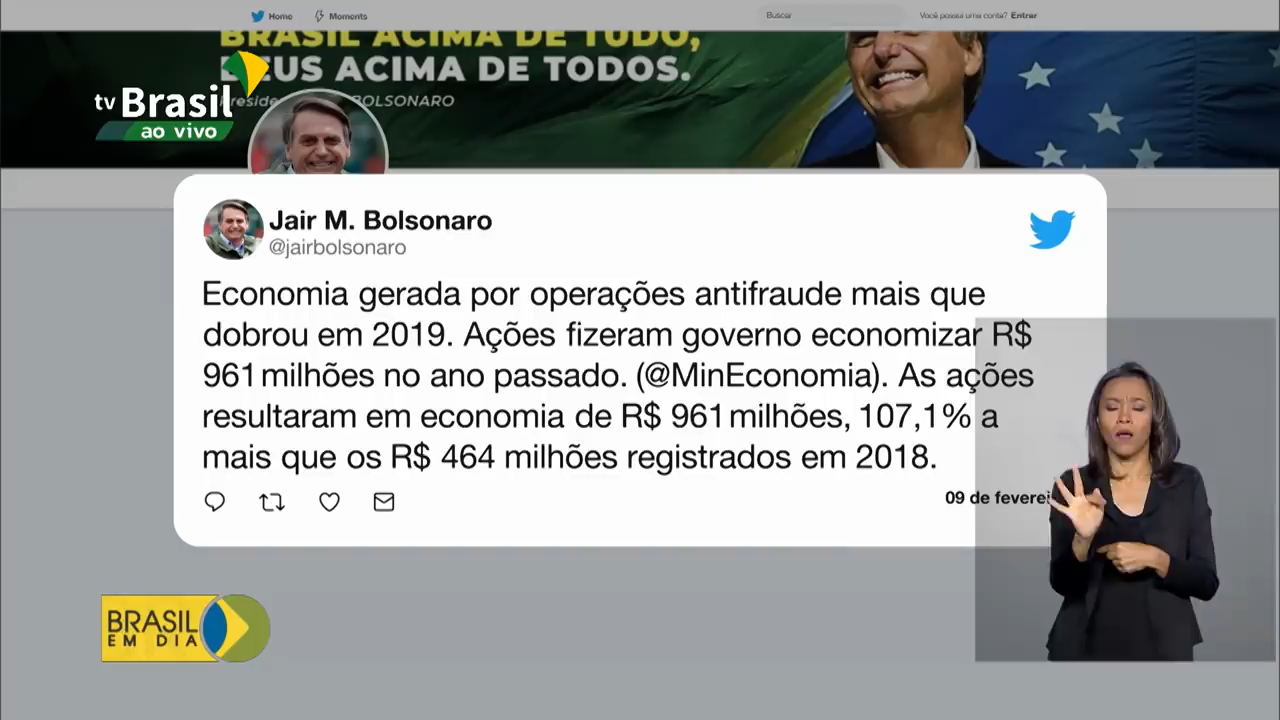 Home
Moments
Buscar
Você possui uma conta? Entrar
BRASIL ACIMA DE TUDO,
DEUS ACIMA DE TODOS.
BOLSONARO
tv Brasil
ao vivo
Jair M. Bolsonaro
@jairbolsonaro
Economia gerada por operações antifraude mais que
dobrou em 2019. Ações fizeram governo economizar R$
961 milhões no ano passado. (@MinEconomia). As ações
resultaram em economia de R$ 961 milhões, 107,1% a
mais que os R$ 464 milhões registrados em 2018.
09 de feverei
BRASIL
EM DIA